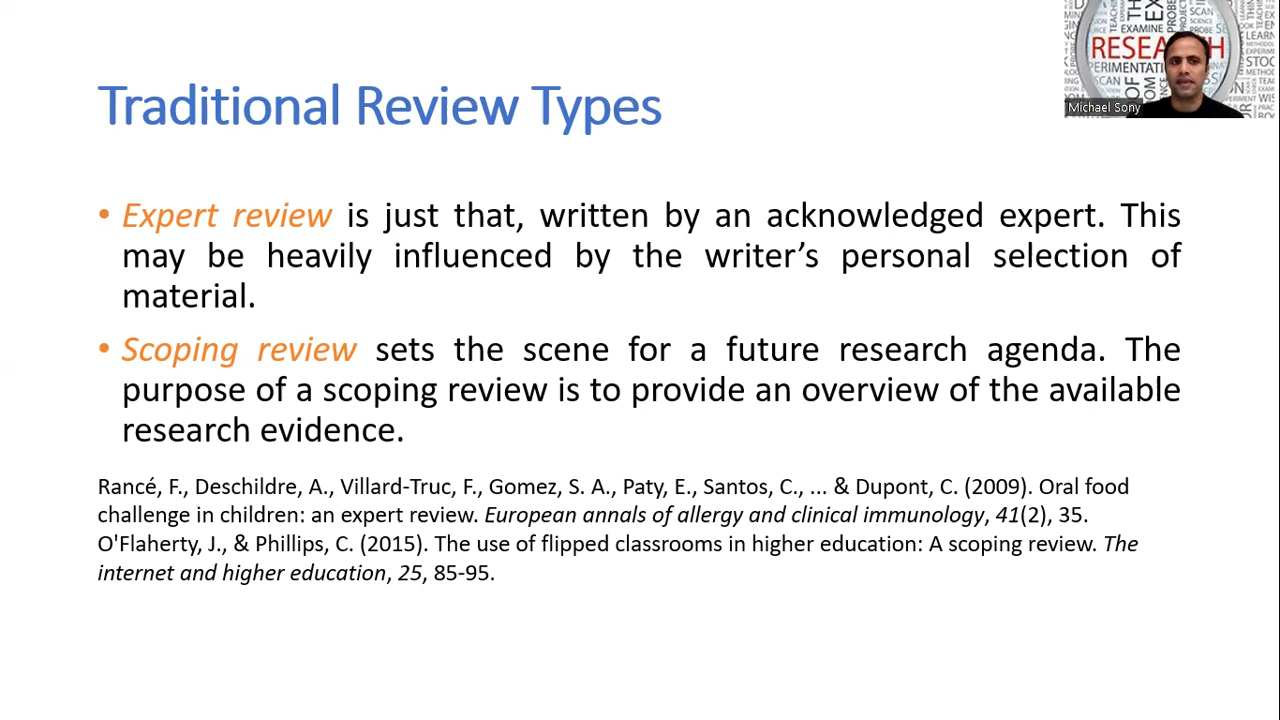 Traditional Review Types
• Expert review is just that, written by an acknowledged expert. This
may be heavily influenced by the writer’s personal selection of
material.
• Scoping review sets the scene for a future research agenda. The
purpose of a scoping review is to provide an overview of the available
research evidence.
Rancé, F., Deschildre, A., Villard-Truc, F., Gomez, S. A., Paty, E., Santos, C., ... & Dupont, C. (2009). Oral food
challenge in children: an expert review. European annals of allergy and clinical immunology, 41(2), 35.
O'Flaherty, J., & Phillips, C. (2015). The use of flipped classrooms in higher education: A scoping review. The
internet and higher education, 25, 85-95.
EXAMINE
Michael Sony